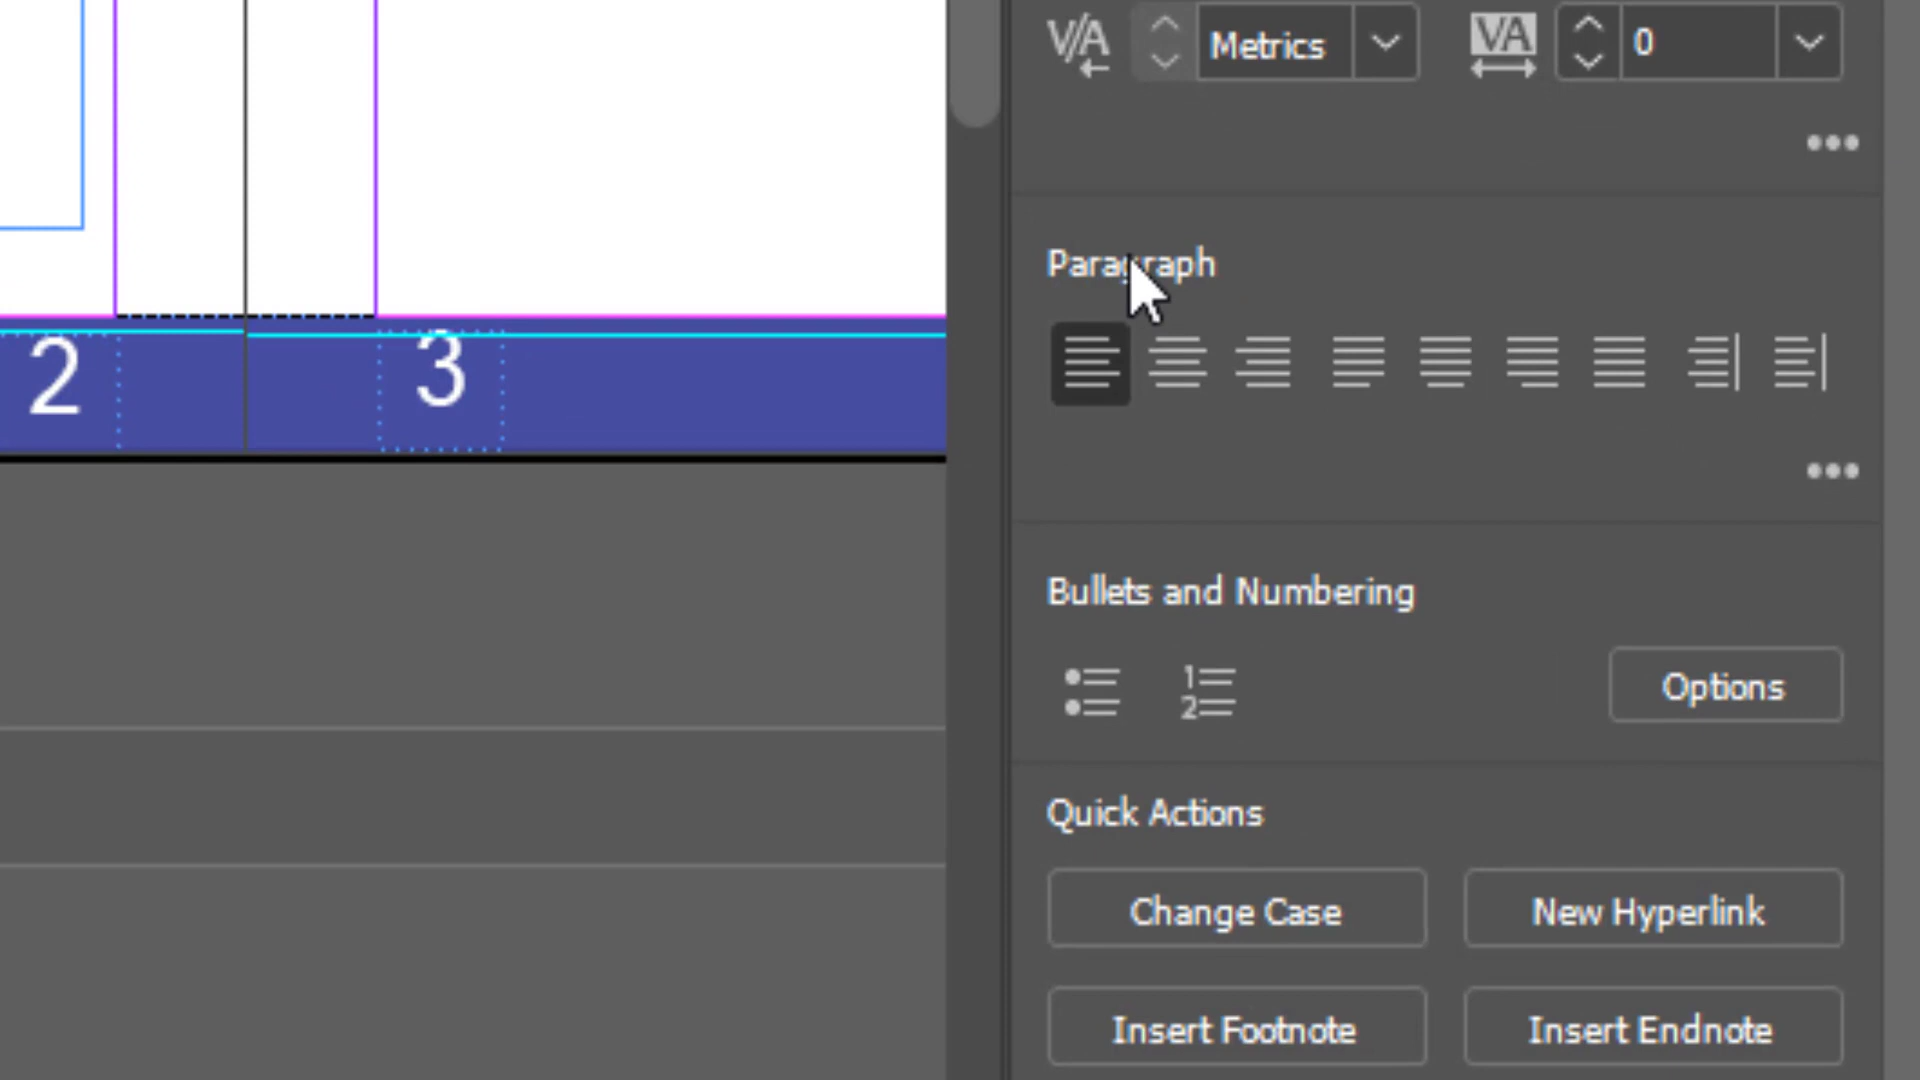 Metrics
0
Paragraph
2
3
Bullets and Numbering
Options
Quick Actions
Change Case
New Hyperlink
Insert Footnote
Insert Endnote